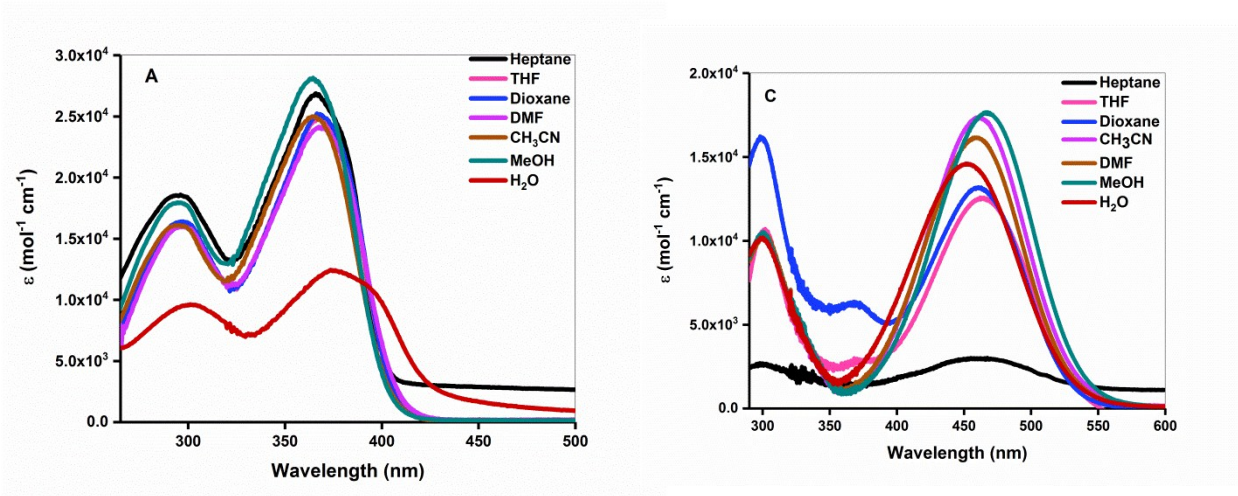 A
Heptane
THF
Dioxane
DMF
CH₃CN
MeOH
H₂O
ε (mol⁻¹ cm⁻¹)
3.0x10⁴
2.5x10⁴
2.0x10⁴
1.5x10⁴
1.0x10⁴
5.0x10³
0.0
300 350 400 450 500
Wavelength (nm)
C
Heptane
THF
Dioxane
CH3CN
DMF
MeOH
H₂O
ε (mol⁻¹ cm⁻¹)
2.0x10⁴
1.5x10⁴
1.0x10⁴
5.0x10³
0.0
300 350 400 450 500 550 600
Wavelength (nm)